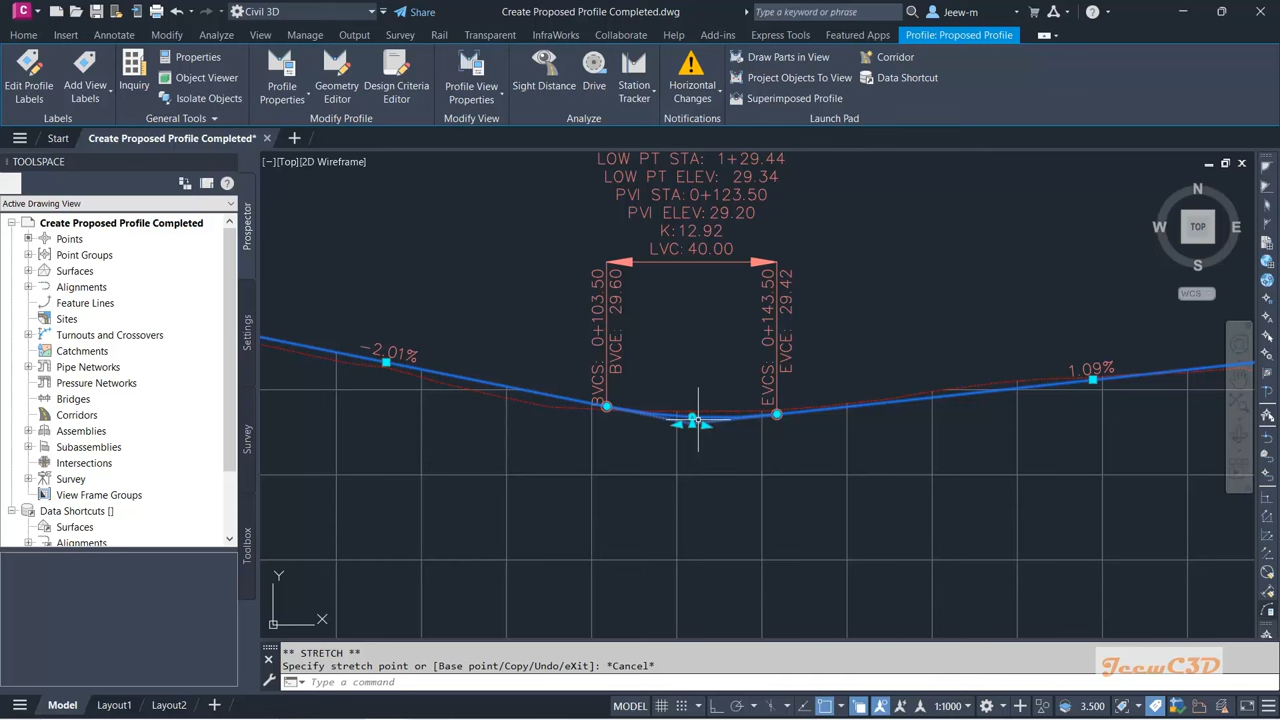 Civil 3D
Share
Create Proposed Profile Completed.dwg
Type a keyword or phrase
Jeew-m
Home
Insert
Annotate
Modify
Analyze
View
Manage
Output
Survey
Rail
Transparent
InfraWorks
Collaborate
Help
Add-ins
Express Tools
Featured Apps
Profile: Proposed Profile
Edit Profile
Labels
Add View
Labels
Labels
Inquiry
Properties
Object Viewer
Isolate Objects
General Tools
Profile
Properties
Geometry
Editor
Design Criteria
Editor
Modify Profile
Profile View
Properties
Modify View
Sight Distance
Drive
Station
Tracker
Analyze
Horizontal
Changes
Notifications
Draw Parts in View
Project Objects To View
Superimposed Profile
Corridor
Data Shortcut
Launch Pad
Start
Create Proposed Profile Completed*
TOOLSPACE
Active Drawing View
Create Proposed Profile Completed
Points
Point Groups
Surfaces
Alignments
Feature Lines
Sites
Turnouts and Crossovers
Catchments
Pipe Networks
Pressure Networks
Bridges
Corridors
Assemblies
Subassemblies
Intersections
Survey
View Frame Groups
Data Shortcuts []
Surfaces
Alignments
Prospector
Settings
Survey
Toolbox
[−][Top][2D Wireframe]
LOW PT STA: 1+29.44
LOW PT ELEV: 29.34
PVI STA:0+123.50
PVI ELEV:29.20
K:12.92
LVC:40.00
BVCS: 0+103.50
BVCE: 29.60
EVCS: 0+143.50
EVCE: 29.42
-2.01%
1.09%
N
W
TOP
E
S
WCS
Y
X
** STRETCH **
Specify stretch point or [Base point/Copy/Undo/eXit]: *Cancel*
Type a command
JeewC3D
Model
Layout1
Layout2
MODEL
1:1000
3.500